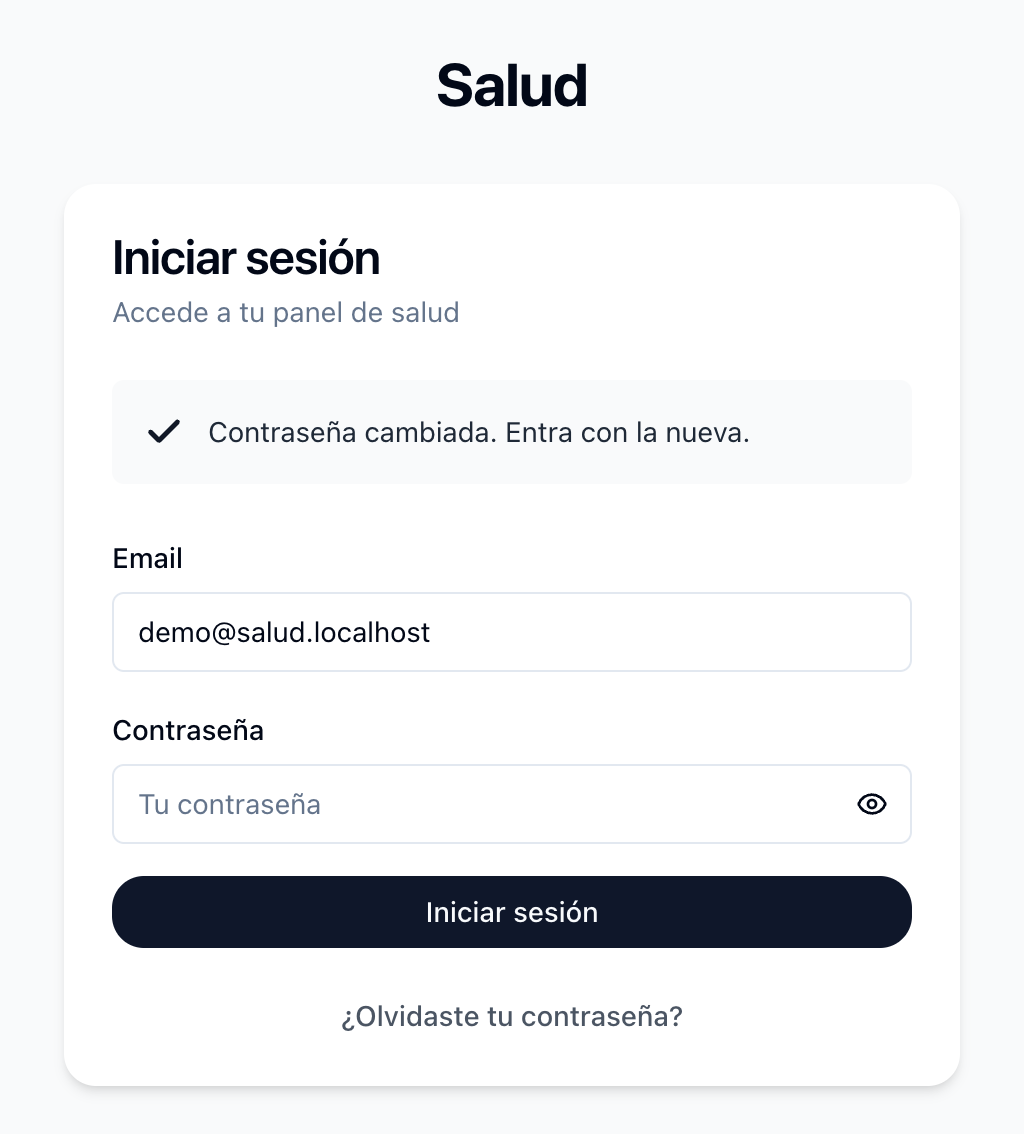 Salud
Iniciar sesión
Accede a tu panel de salud
Contraseña cambiada. Entra con la nueva.
Email
demo@salud.localhost
Contraseña
Tu contraseña
Iniciar sesión
¿Olvidaste tu contraseña?